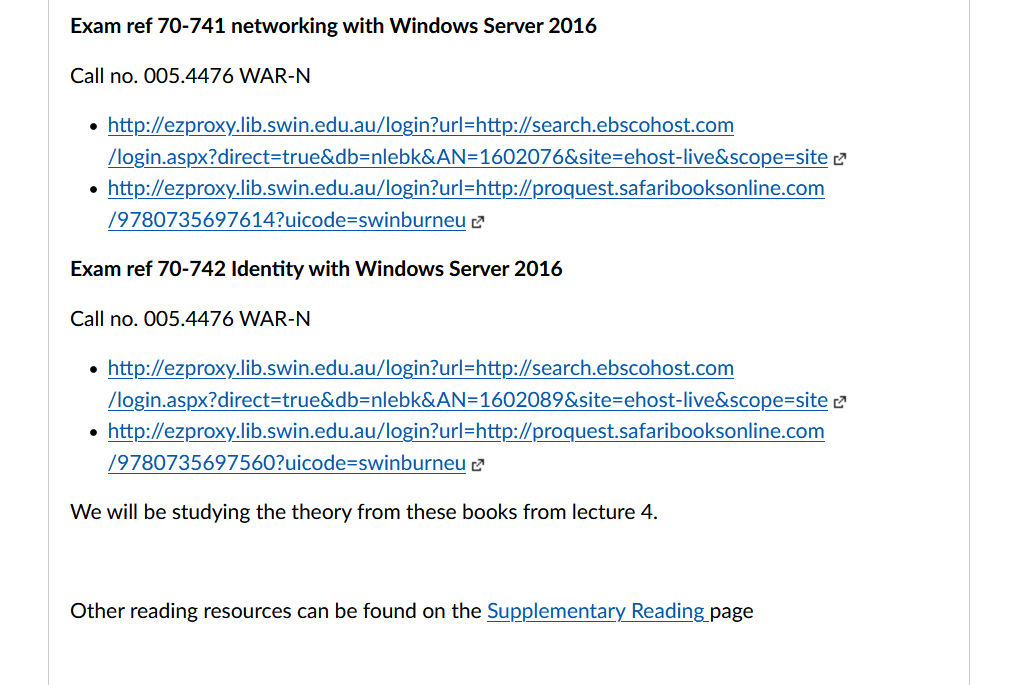 Exam ref 70-741 networking with Windows Server 2016
Call no. 005.4476 WAR-N
http://ezproxy.lib.swin.edu.au/login?url=http://search.ebscohost.com
/login.aspx?direct=true&db=nlebk&AN=1602076&site=ehost-live&scope=site
http://ezproxy.lib.swin.edu.au/login?url=http://proquest.safaribooksonline.com
/9780735697614?uicode=swinburneu
Exam ref 70-742 Identity with Windows Server 2016
Call no. 005.4476 WAR-N
http://ezproxy.lib.swin.edu.au/login?url=http://search.ebscohost.com
/login.aspx?direct=true&db=nlebk&AN=1602089&site=ehost-live&scope=site
http://ezproxy.lib.swin.edu.au/login?url=http://proquest.safaribooksonline.com
/9780735697560?uicode=swinburneu
We will be studying the theory from these books from lecture 4.
Other reading resources can be found on the Supplementary Reading page